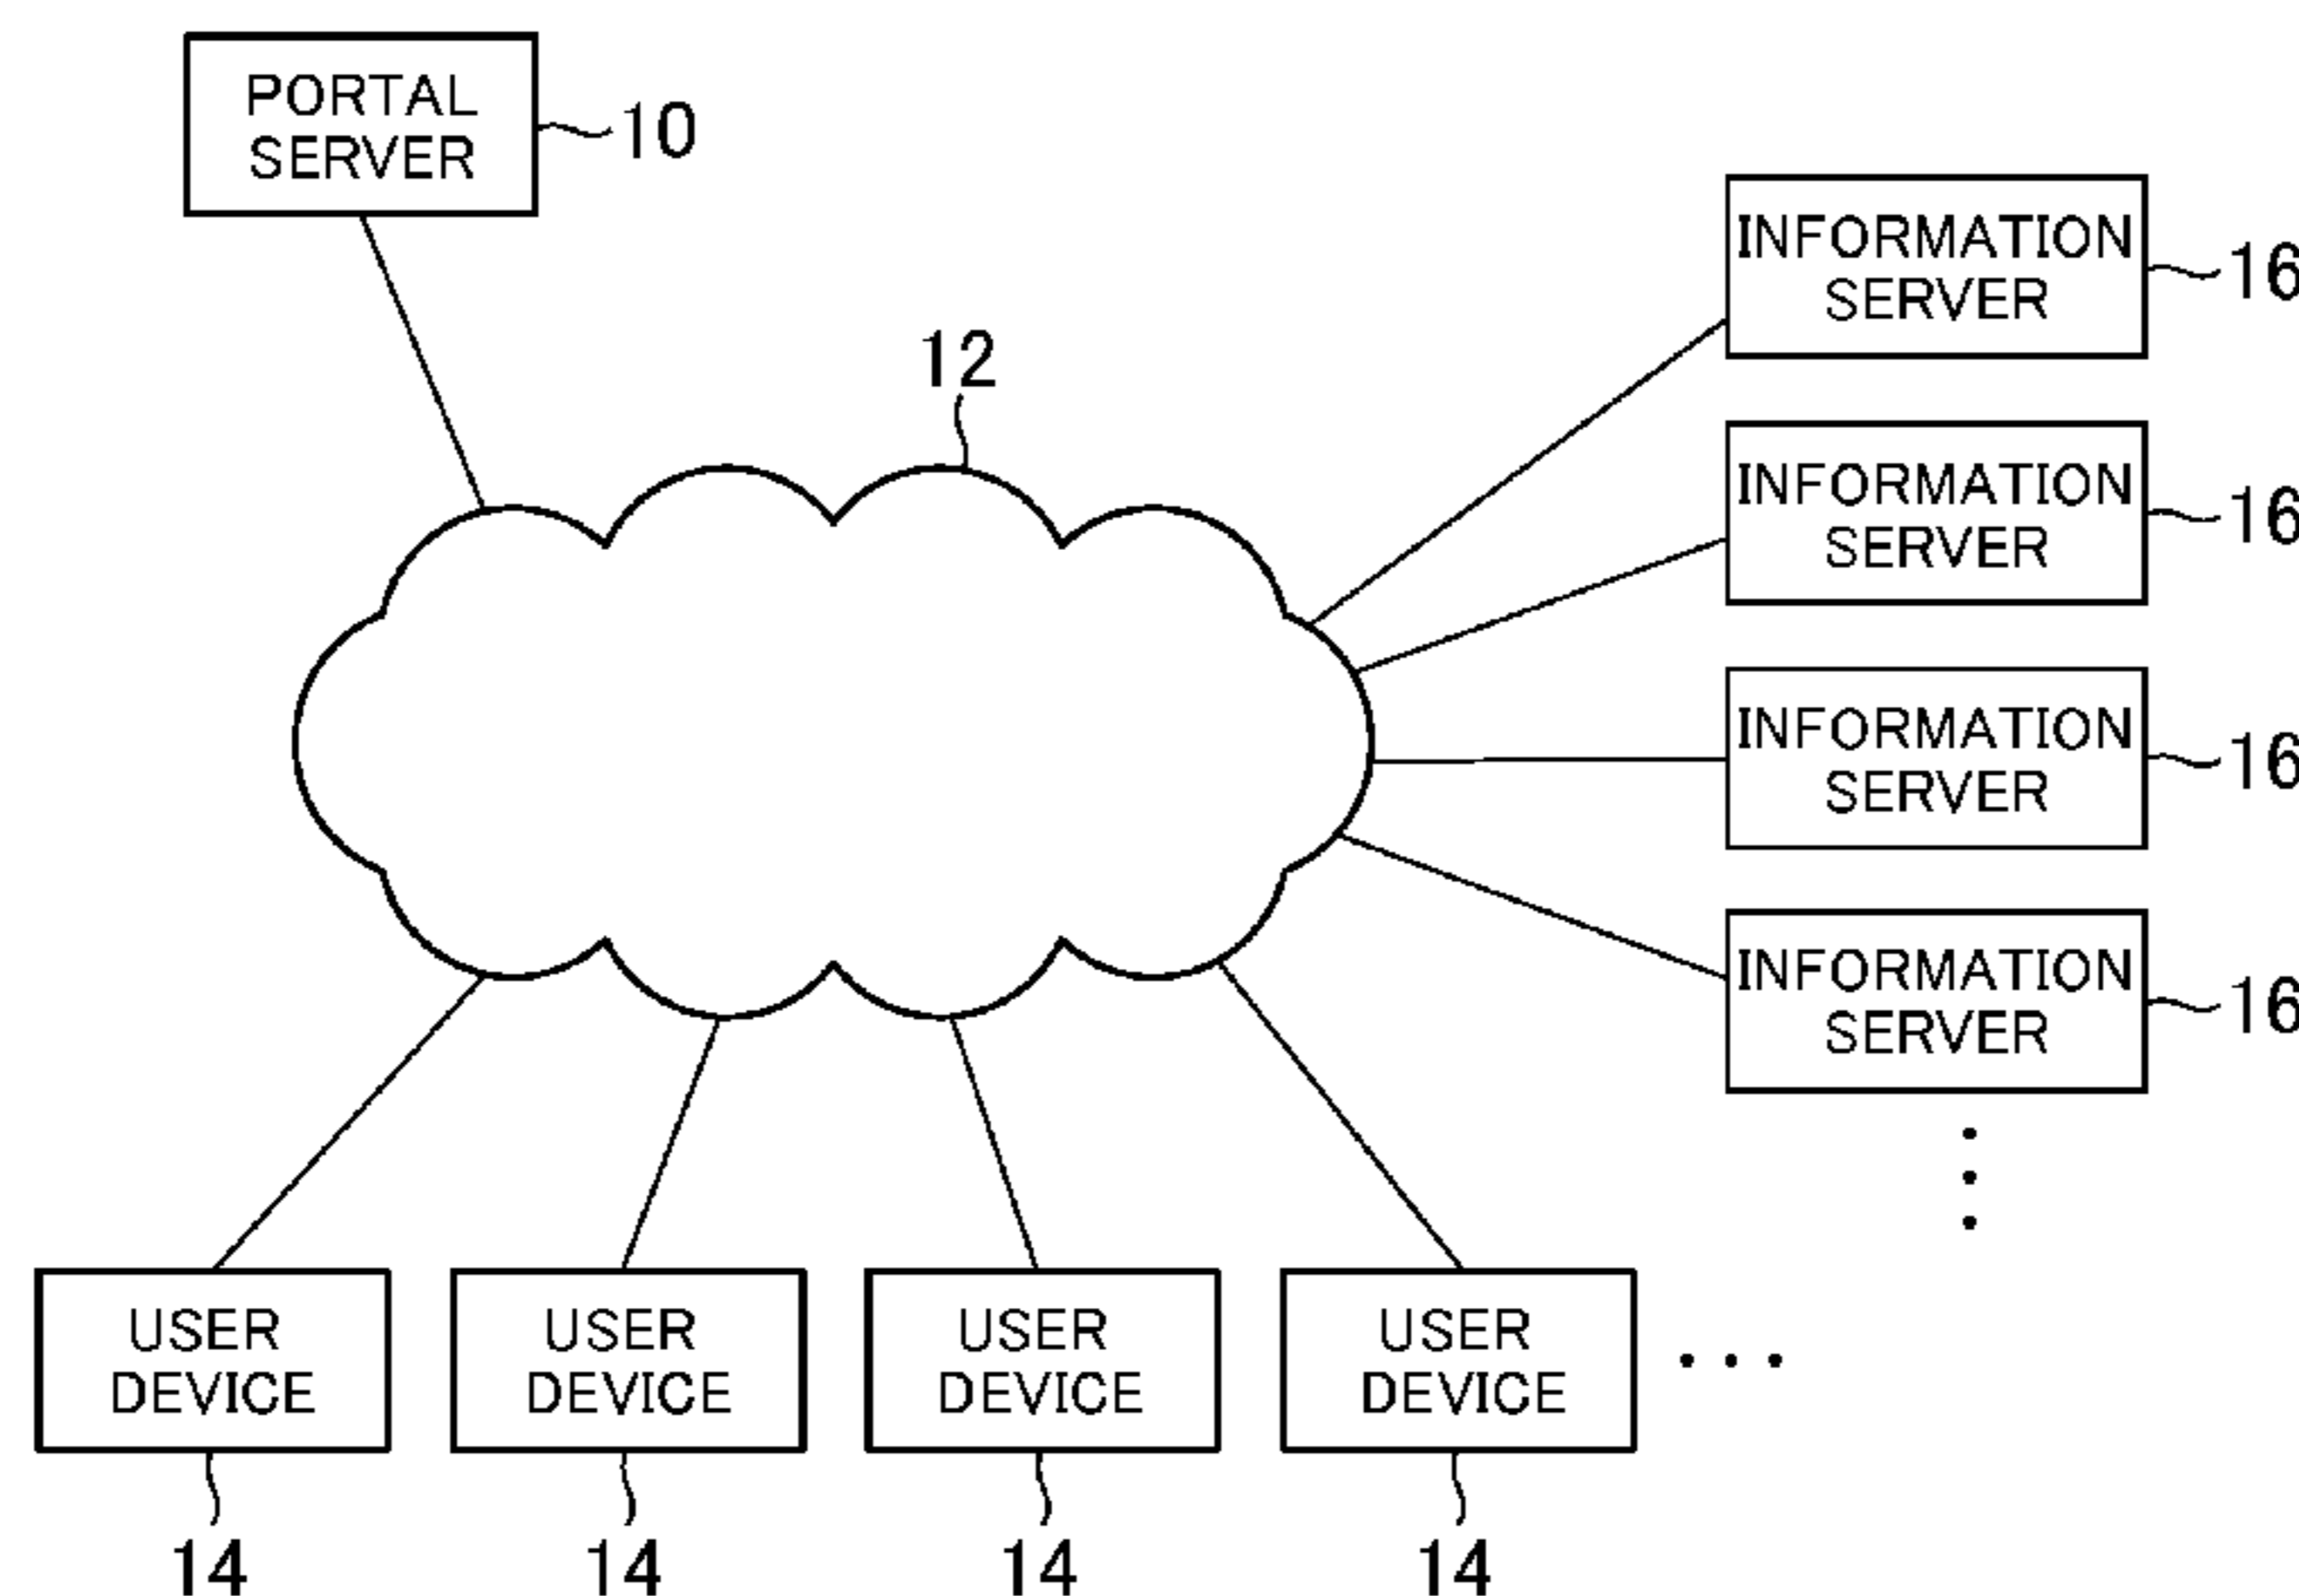 PORTAL
SERVER
10
INFORMATION
SERVER
16
12
INFORMATION
SERVER
16
INFORMATION
SERVER
16
INFORMATION
SERVER
16
USER
DEVICE
USER
DEVICE
USER
DEVICE
USER
DEVICE
14
14
14
14